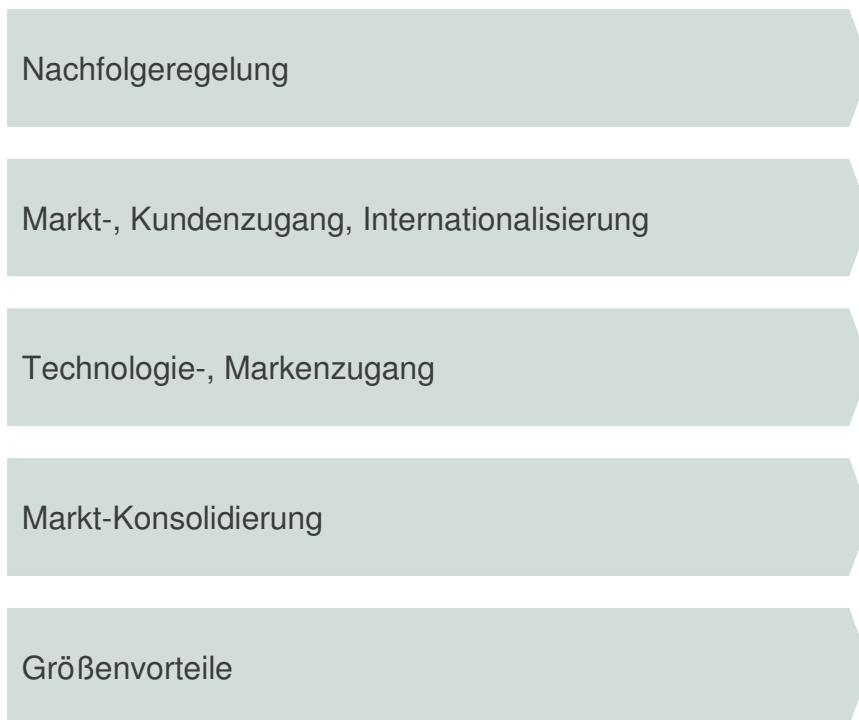 Nachfolgeregelung
Markt-, Kundenzugang, Internationalisierung
Technologie-, Markenzugang
Markt-Konsolidierung
Größenvorteile